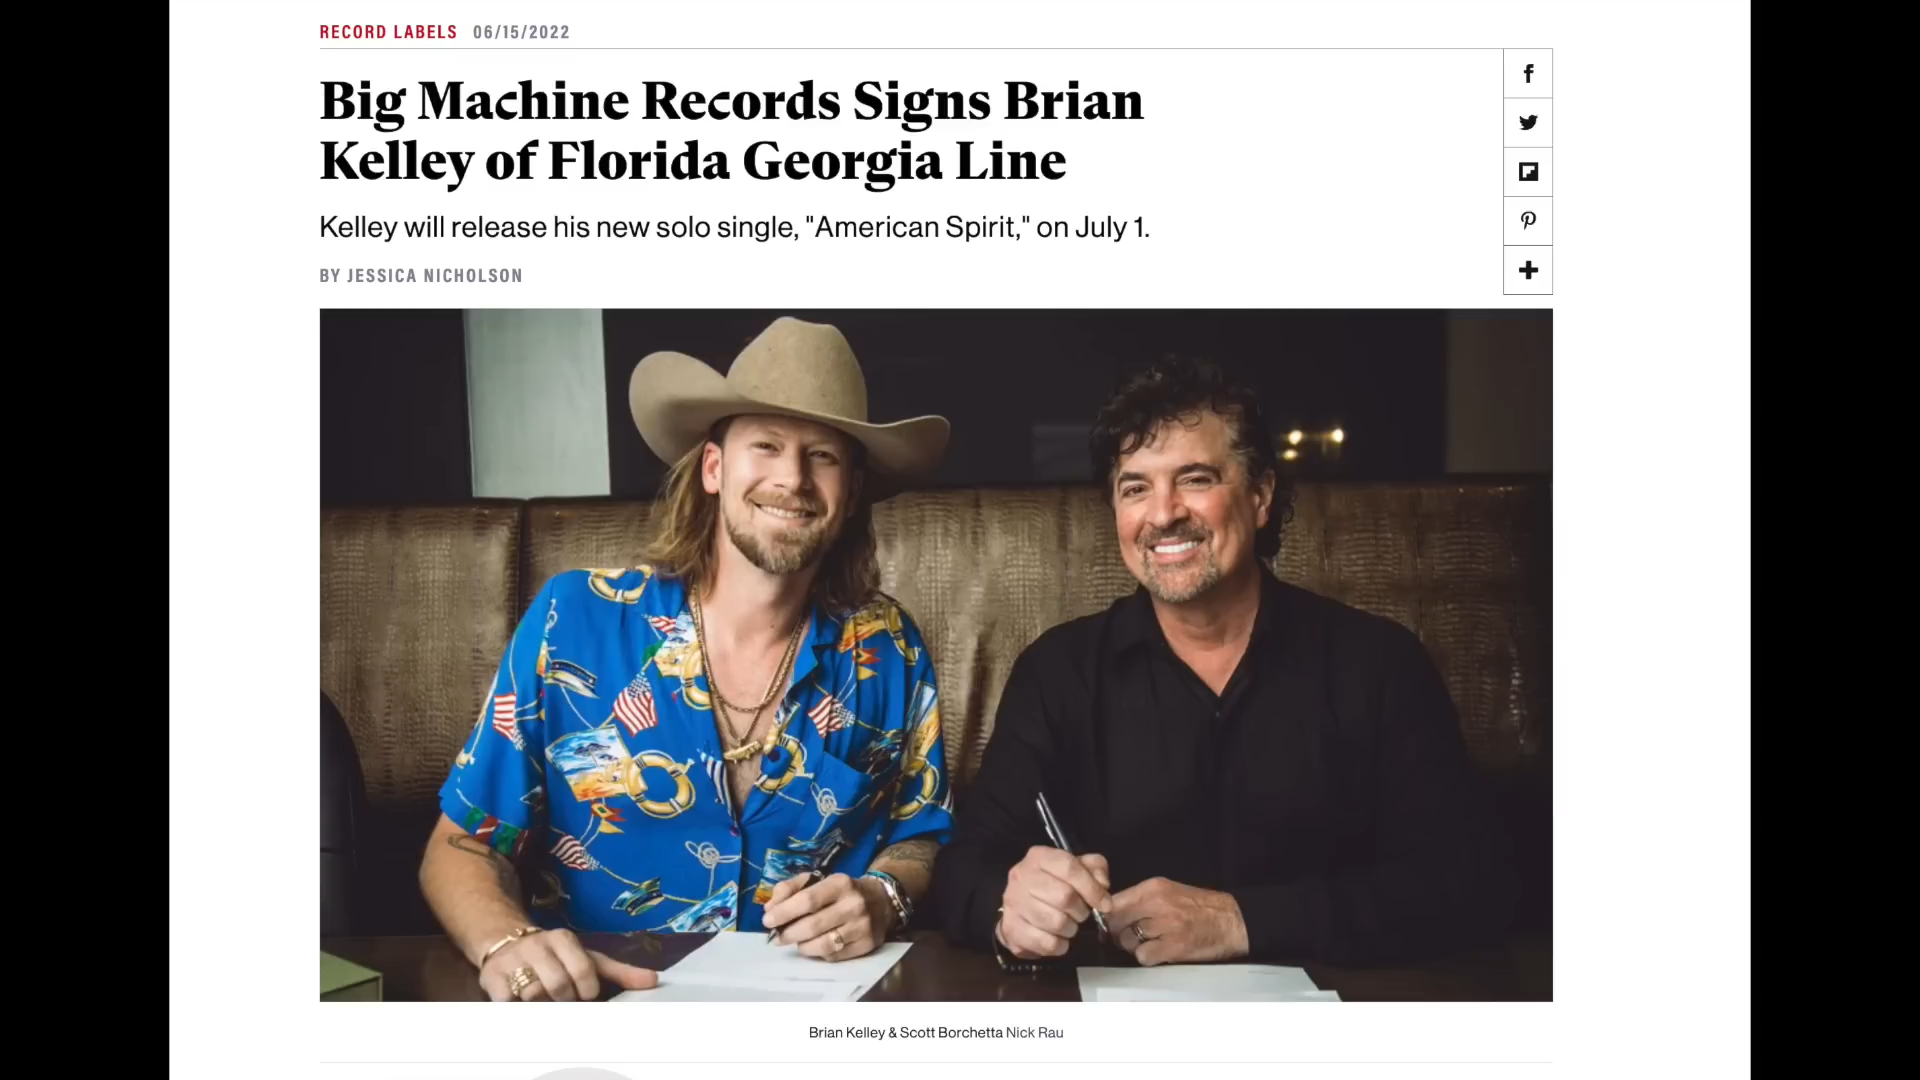 RECORD LABELS 06/15/2022
Big Machine Records Signs Brian
Kelley of Florida Georgia Line
Kelley will release his new solo single, "American Spirit," on July 1.
BY JESSICA NICHOLSON
Brian Kelley & Scott Borchetta Nick Rau